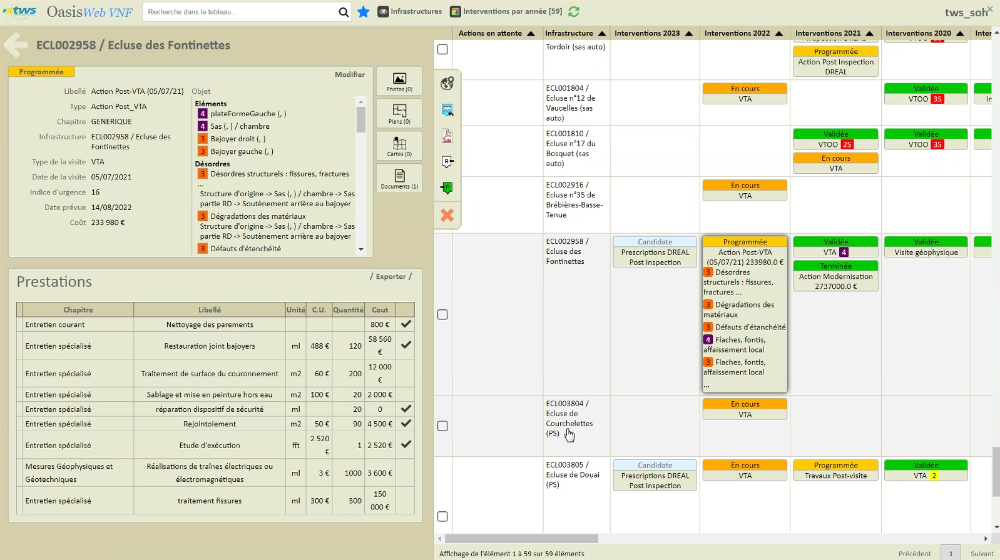 tws OasisWeb VNF Recherche dans le tableau... Infrastructures Interventions par année [59] tws_soh
ECL002958 / Ecluse des Fontinettes
Programmée
Modifier
Libellé Action Post-VTA (05/07/21)
Type Action Post_VTA
Chapitre GENERIQUE
Infrastructure ECL002958 / Ecluse des
Fontinettes
Type de la visite VTA
Date de la visite 05/07/2021
Indice d'urgence 16
Date prévue 14/08/2022
Coût 233 980 €
Objet
Eléments
4 plateFormeGauche (, )
4 Sas (, ) / chambre
3 Bajoyer droit (, )
3 Bajoyer gauche (, )
Désordres
3 Désordres structurels : fissures, fractures
...
Structure d'origine -> Sas (, ) / chambre -> Sas
partie RD -> Soutènement arrière au bajoyer
3 Dégradations des matériaux
Structure d'origine -> Sas (, ) / chambre -> Sas
partie RD -> Soutènement arrière au bajoyer
3 Défauts d'étanchéité
Photos (0)
Plans (0)
Cartes (0)
Documents (1)
Prestations
/ Exporter /
Chapitre Libellé Unité C.U. Quantité Cout
Entretien courant Nettoyage des parements 800 €
Entretien spécialisé Restauration joint bajoyers ml 488 € 120 58 560
€
Entretien spécialisé Traitement de surface du couronnement m2 60 € 200 12 000
€
Entretien spécialisé Sablage et mise en peinture hors eau m2 100 € 20 2 000 €
Entretien spécialisé réparation dispositif de sécurité ml 20 0
Entretien spécialisé Rejointoiement m2 50 € 90 4 500 €
Entretien spécialisé Etude d'exécution fft 2 520
€ 1 2 520 €
Mesures Géophysiques et
Géotechniques Réalisations de traînes électriques ou
électromagnétiques ml 3 € 1000 3 600 €
Entretien spécialisé traitement fissures ml 300 € 500 150
000 €
Actions en attente Infrastructure Interventions 2023 Interventions 2022 Interventions 2021 Interventions 2020 Inter
Tordoir (sas auto)
Programmée
Action Post Inspection
DREAL
ECL001804 /
Ecluse n°12 de
Vaucelles (sas
auto)
En cours
VTA
Validée
VTOO 3S
ECL001810 /
Ecluse n°17 du
Bosquet (sas
auto)
Validée
VTOO 2S
En cours
VTA
Validée
VTOO 3S
ECL002916 /
Ecluse n°35 de
Brébières-Basse-
Tenue
En cours
VTA
ECL002958 /
Ecluse des
Fontinettes
Candidate
Prescriptions DREAL
Post Inspection
Programmée
Action Post-VTA
(05/07/21) 233980.0 €
3 Désordres
structurels : fissures,
fractures ...
3 Dégradations des
matériaux
3 Défauts d'étanchéité
4 Flaches, fontis,
affaissement local
3 Flaches, fontis,
affaissement local
...
Validée
VTA 4
Terminée
Action Modernisation
2737000.0 €
Validée
Visite géophysique
ECL003804 /
Ecluse de
Courchelettes
(PS)
En cours
VTA
ECL003805 /
Ecluse de Douai
(PS)
Candidate
Prescriptions DREAL
Post Inspection
En cours
VTA
Programmée
Travaux Post-visite
Validée
VTA 2
Affichage de l'élément 1 à 59 sur 59 éléments Précédent 1 Suivant